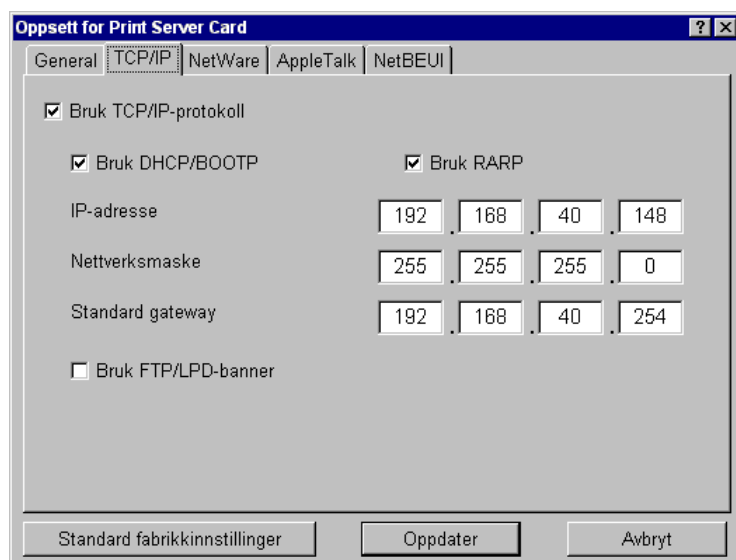 Oppsett for Print Server Card
General TCP/IP NetWare AppleTalk NetBEUI
Bruk TCP/IP-protokoll
Bruk DHCP/BOOTP Bruk RARP
IP-adresse 192 . 168 . 40 . 148
Nettverksmaske 255 . 255 . 255 . 0
Standard gateway 192 . 168 . 40 . 254
Bruk FTP/LPD-banner
Standard fabrikkinnstillinger Oppdater Avbryt